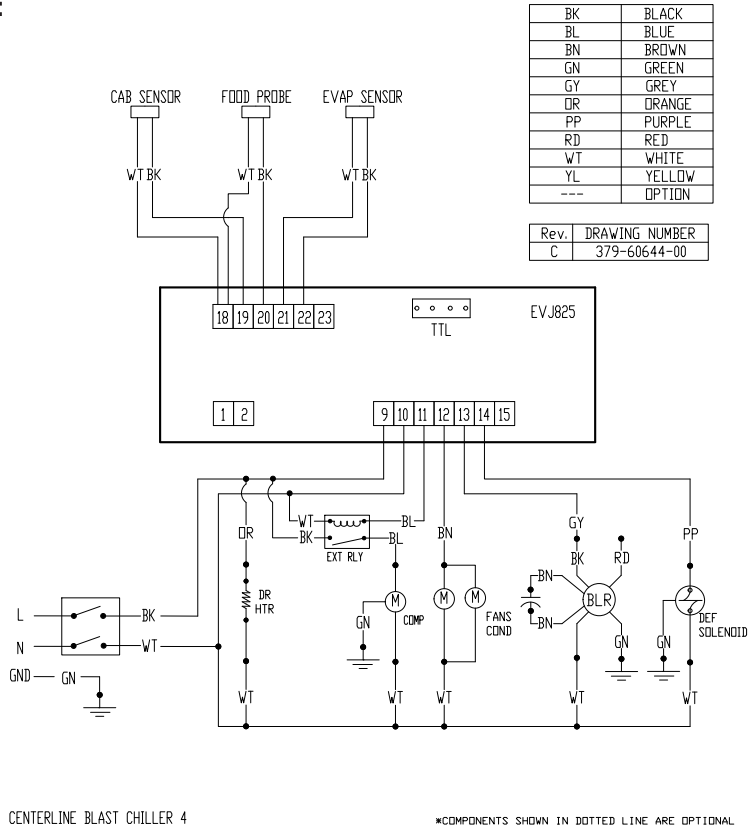 :
BK BLACK
BL BLUE
BN BROWN
GN GREEN
GY GREY
OR ORANGE
PP PURPLE
RD RED
WT WHITE
YL YELLOW
--- OPTION
Rev. DRAWING NUMBER
C 379-60644-00
CAB SENSOR FOOD PROBE EVAP SENSOR
WT BK WT BK WT BK
18 19 20 21 22 23
TTL
EVJ825
1 2
9 10 11 12 13 14 15
OR
WT BL
BK BL
EXT RLY
BN
GY
PP
BK RD
BN
BN
BLR
DR
HTR
M M M
GN
COMP
FANS
COND
GN
GN
DEF
SOLENOID
L BK
N WT
GND GN
WT WT WT WT WT
CENTERLINE BLAST CHILLER 4
*COMPONENTS SHOWN IN DOTTED LINE ARE OPTIONAL